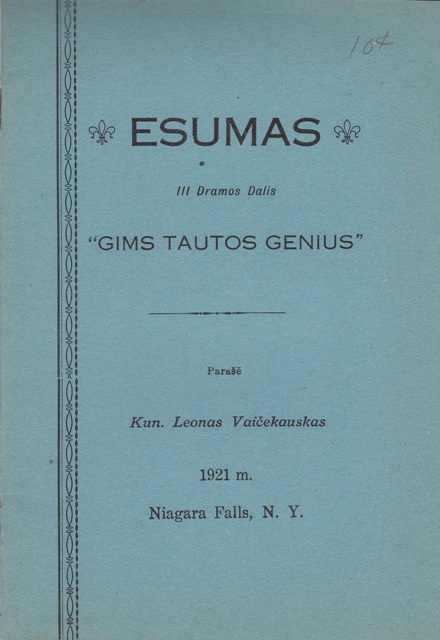 10¢
ESUMAS
III Dramos Dalis
“GIMS TAUTOS GENIUS”
Parašė
Kun. Leonas Vaičekauskas
1921 m.
Niagara Falls, N. Y.